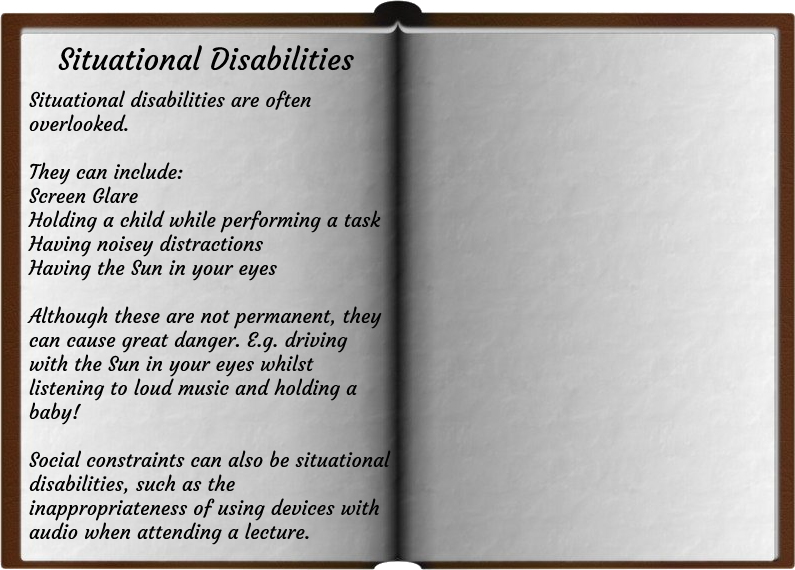 Situational Disabilities
Situational disabilities are often
overlooked.
They can include:
Screen Glare
Holding a child while performing a task
Having noisey distractions
Having the Sun in your eyes
Although these are not permanent, they
can cause great danger. E.g. driving
with the Sun in your eyes whilst
listening to loud music and holding a
baby!
Social constraints can also be situational
disabilities, such as the
inappropriateness of using devices with
audio when attending a lecture.